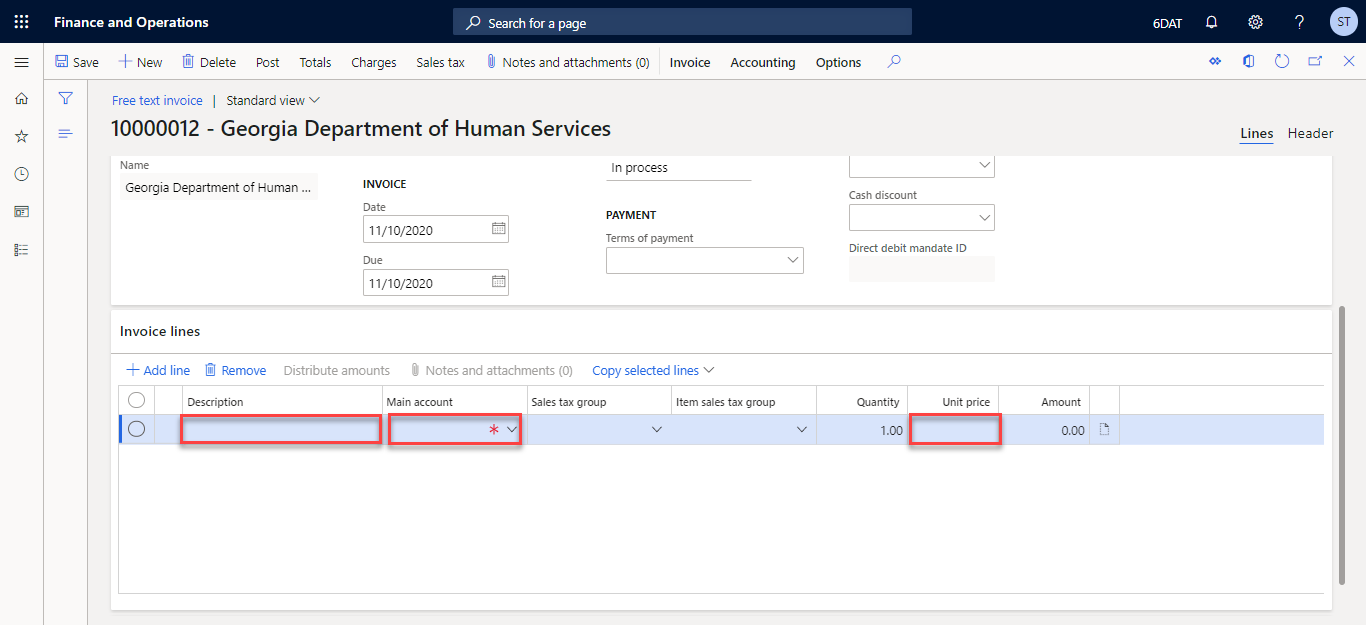 Finance and Operations
Search for a page
6DAT
?
ST
Save
New
Delete
Post
Totals
Charges
Sales tax
Notes and attachments (0)
Invoice
Accounting
Options
Free text invoice | Standard view
10000012 - Georgia Department of Human Services
Lines
Header
Name
Georgia Department of Human ...
INVOICE
Date
11/10/2020
Due
11/10/2020
In process
PAYMENT
Terms of payment
Cash discount
Direct debit mandate ID
Invoice lines
Add line
Remove
Distribute amounts
Notes and attachments (0)
Copy selected lines
Description
Main account
Sales tax group
Item sales tax group
Quantity
Unit price
Amount
*
1.00
0.00